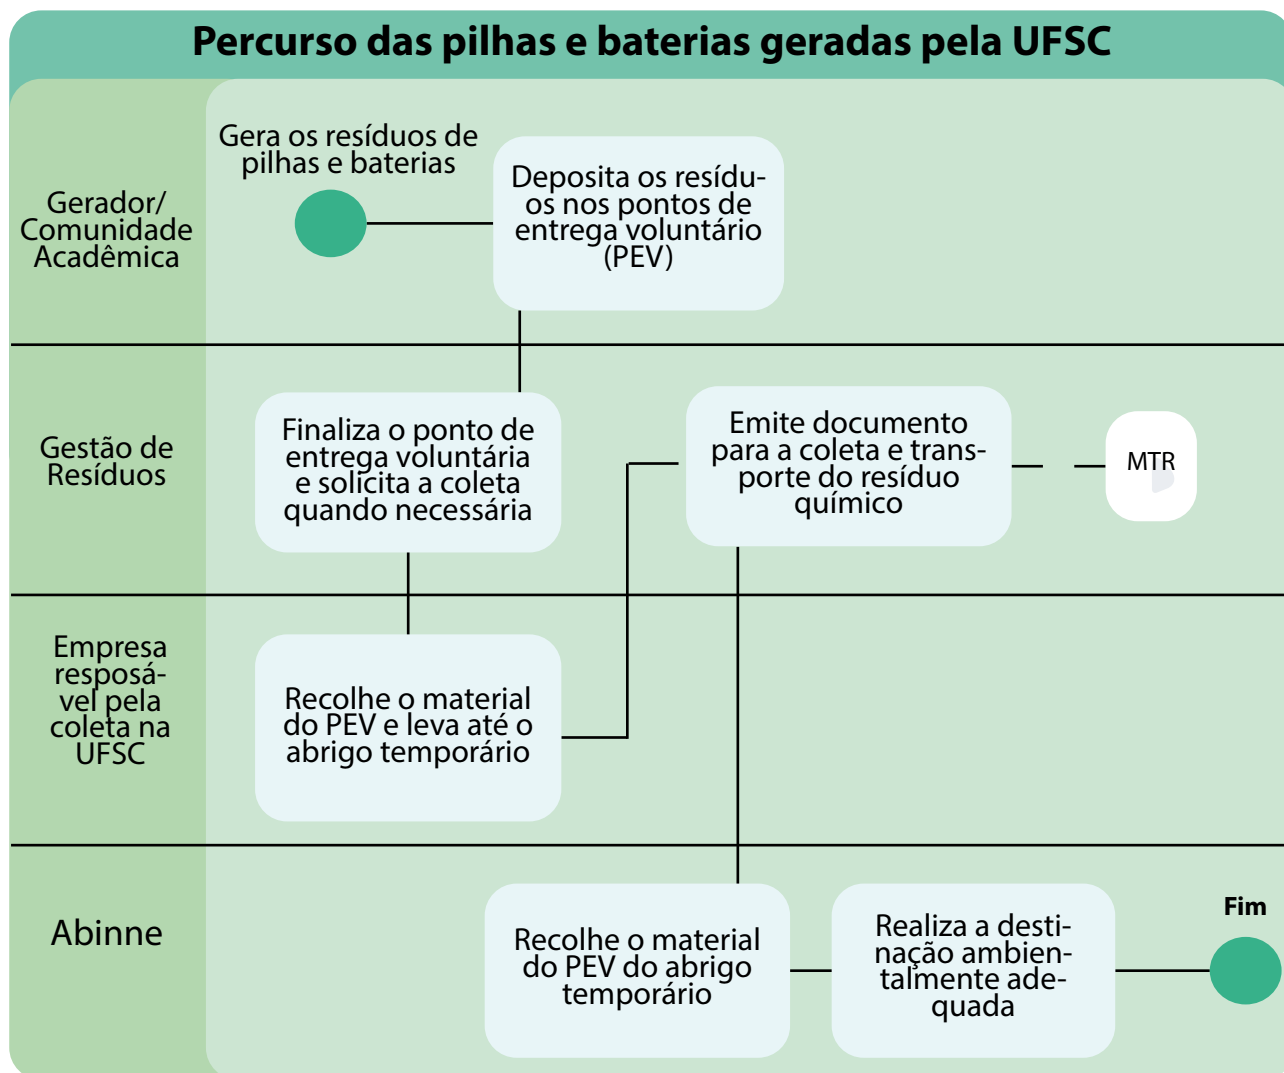 Percurso das pilhas e baterias geradas pela UFSC
Gerador/
Comunidade
Acadêmica
Gera os resíduos de
pilhas e baterias
Deposita os resídu-
os nos pontos de
entrega voluntário
(PEV)
Gestão de
Resíduos
Finaliza o ponto de
entrega voluntária
e solicita a coleta
quando necessária
Emite documento
para a coleta e trans-
porte do resíduo
químico
MTR
Empresa
resposá-
vel pela
coleta na
UFSC
Recolhe o material
do PEV e leva até o
abrigo temporário
Abinne
Recolhe o material
do PEV do abrigo
temporário
Realiza a desti-
nação ambien-
talmente ade-
quada
Fim